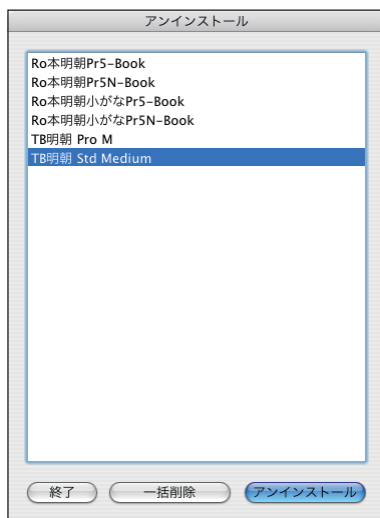 アンインストール
Ro本明朝Pr5-Book
Ro本明朝Pr5N-Book
Ro本明朝小がなPr5-Book
Ro本明朝小がなPr5N-Book
TB明朝 Pro M
TB明朝 Std Medium
終了 一括削除 アンインストール